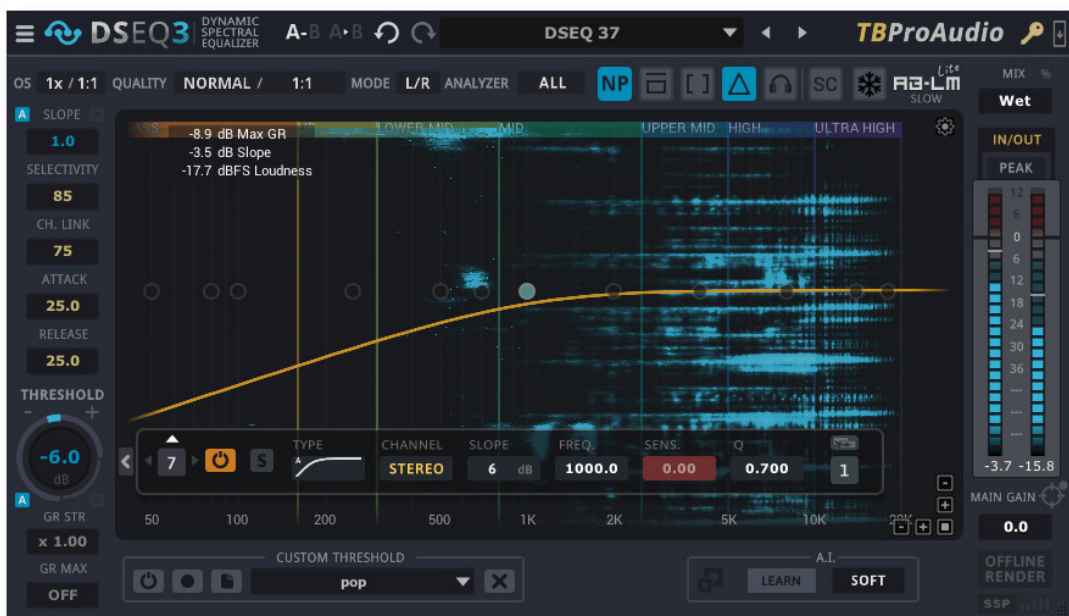 DSEQ3 DYNAMIC SPECTRAL EQUALIZER A-B A▸B DSEQ 37 TBProAudio
OS 1x / 1:1 QUALITY NORMAL / 1:1 MODE L/R ANALYZER ALL NP SC AB-LM Lite SLOW MIX %
Wet
A SLOPE
1.0
SELECTIVITY
85
CH. LINK
75
ATTACK
25.0
RELEASE
25.0
THRESHOLD
- +
-6.0
dB
A
GR STR
x 1.00
GR MAX
OFF
LOWER MID MID UPPER MID HIGH ULTRA HIGH
-8.9 dB Max GR
-3.5 dB Slope
-17.7 dBFS Loudness
TYPE CHANNEL SLOPE FREQ. SENS. Q
7 S A STEREO 6 dB 1000.0 0.00 0.700 1
50 100 200 500 1K 2K 5K 10K 20K
CUSTOM THRESHOLD
pop
A.I.
LEARN SOFT
IN/OUT
PEAK
12
6
0
6
12
18
24
30
36
---
---
---
-3.7 -15.8
MAIN GAIN
0.0
OFFLINE
RENDER
SSP